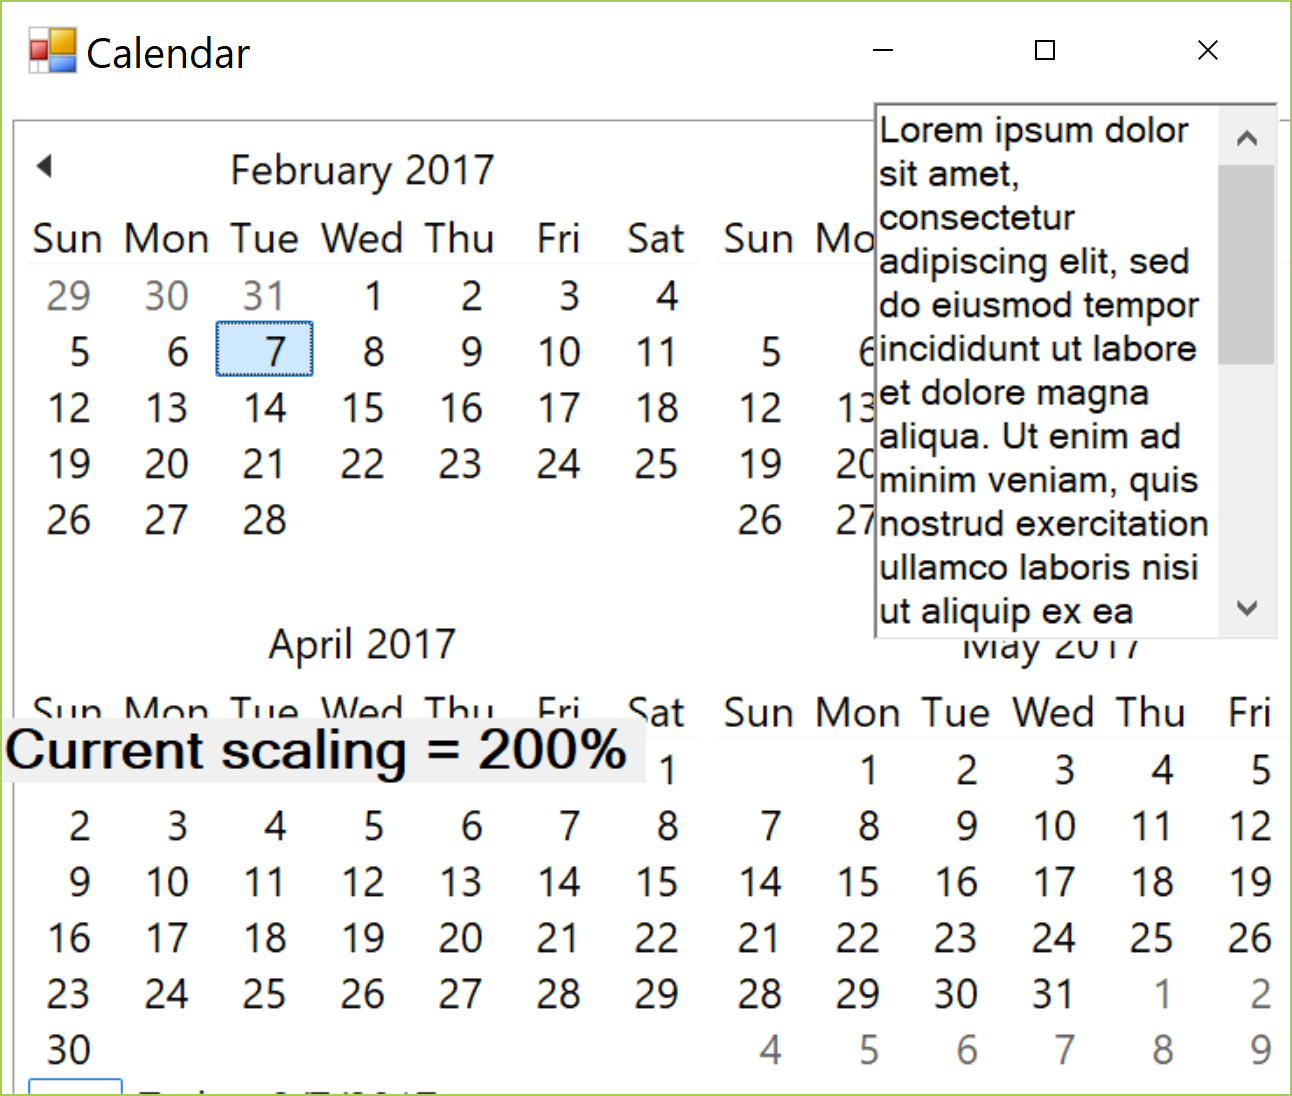 Calendar
February 2017
Sun Mon Tue Wed Thu Fri Sat
29 30 31 1 2 3 4
5 6 7 8 9 10 11
12 13 14 15 16 17 18
19 20 21 22 23 24 25
26 27 28
Sun
5
12 13
19 20
26 27
Lorem ipsum dolor
sit amet,
consectetur
adipiscing elit, sed
do eiusmod tempor
incididunt ut labore
et dolore magna
aliqua. Ut enim ad
minim veniam, quis
nostrud exercitation
ullamco laboris nisi
ut aliquip ex ea
April 2017
Sun Mon Tue Wed Thu Fri Sat
Current scaling = 200%
1
2 3 4 5 6 7 8
9 10 11 12 13 14 15
16 17 18 19 20 21 22
23 24 25 26 27 28 29
30
May 2017
Sun Mon Tue Wed Thu Fri
1 2 3 4 5
7 8 9 10 11 12
14 15 16 17 18 19
21 22 23 24 25 26
28 29 30 31 1 2
4 5 6 7 8 9